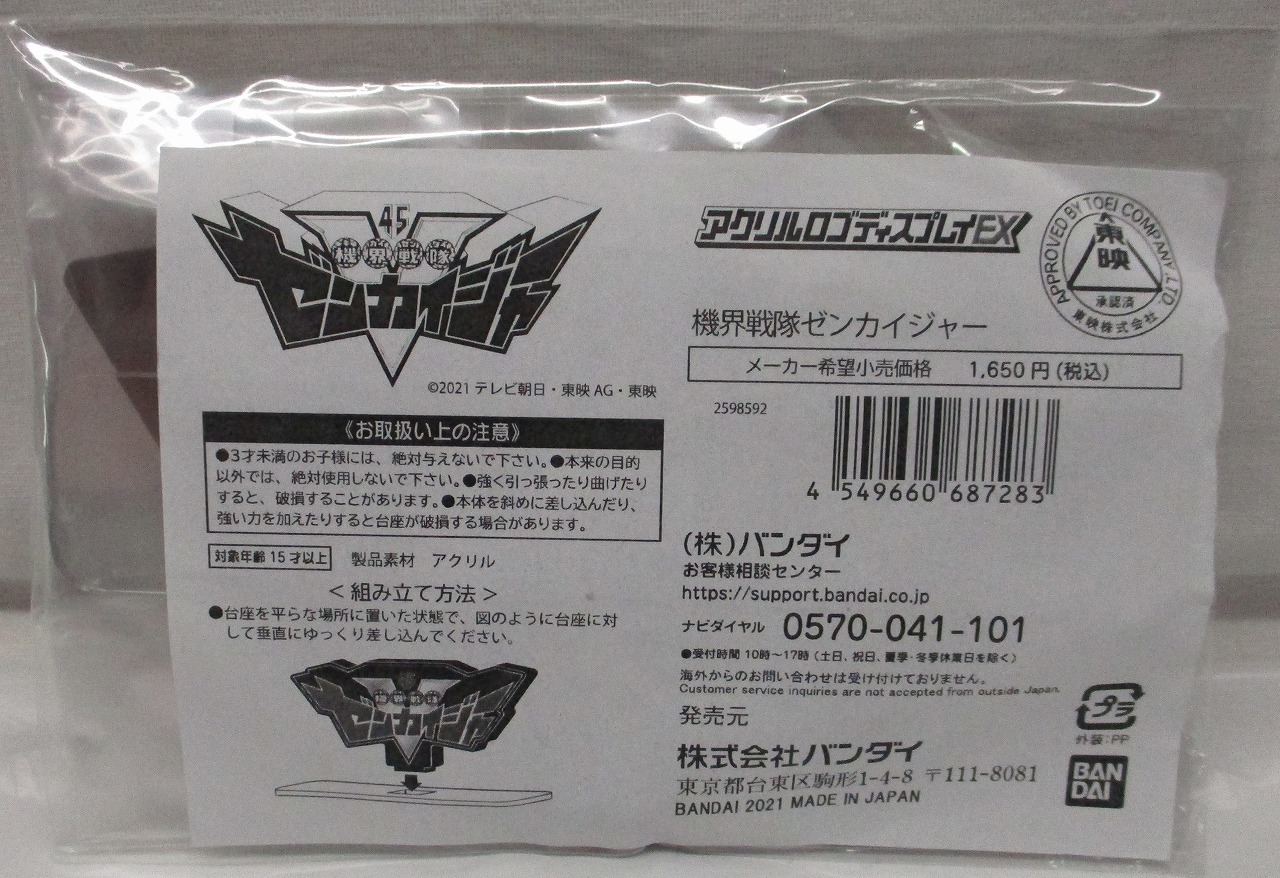 45
機界戦隊
ゼンカイジャー
©2021 テレビ朝日・東映 AG・東映
《お取扱い上の注意》
●3才未満のお子様には、絶対与えないで下さい。●本来の目的
以外では、絶対使用しないで下さい。●強く引っ張ったり曲げたり
すると、破損することがあります。●本体を斜めに差し込んだり、
強い力を加えたりすると台座が破損する場合があります。
対象年齢 15才以上 製品素材 アクリル
<組み立て方法>
●台座を平らな場所に置いた状態で、図のように台座に対
して垂直にゆっくり差し込んでください。
機界戦隊
ゼンカイジャー
アクリルロゴディスプレイEX
APPROVED BY TOEI COMPANY, LTD.
東映
承認済
東映株式会社
機界戦隊ゼンカイジャー
メーカー希望小売価格 1,650円(税込)
2598592
4 549660 687283
(株)バンダイ
お客様相談センター
https://support.bandai.co.jp
ナビダイヤル 0570-041-101
●受付時間 10時～17時(土日、祝日、夏季・冬季休業日を除く)
海外からのお問い合わせは受け付けておりません。
Customer service inquiries are not accepted from outside Japan.
発売元
株式会社バンダイ
東京都台東区駒形1-4-8 〒111-8081
BANDAI 2021 MADE IN JAPAN
プラ
外装:PP
BAN
DAI